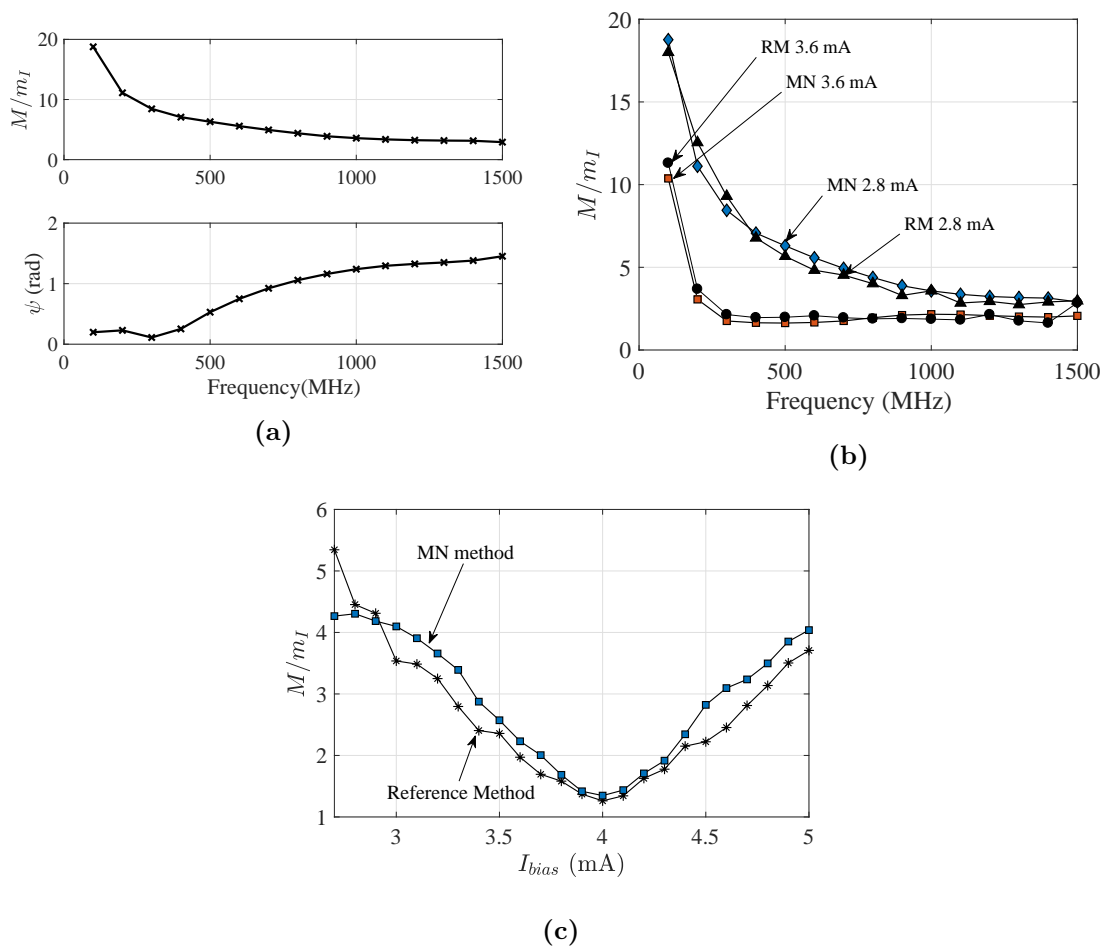 20
10
0
M/m_I
0
500
1000
1500
2
1
0
ψ (rad)
0
500
1000
1500
Frequency(MHz)
(a)
20
15
10
5
0
M/m_I
RM 3.6 mA
MN 3.6 mA
MN 2.8 mA
RM 2.8 mA
0
500
1000
1500
Frequency (MHz)
(b)
6
5
4
3
2
1
M/m_I
MN method
Reference Method
3
3.5
4
4.5
5
I_bias (mA)
(c)